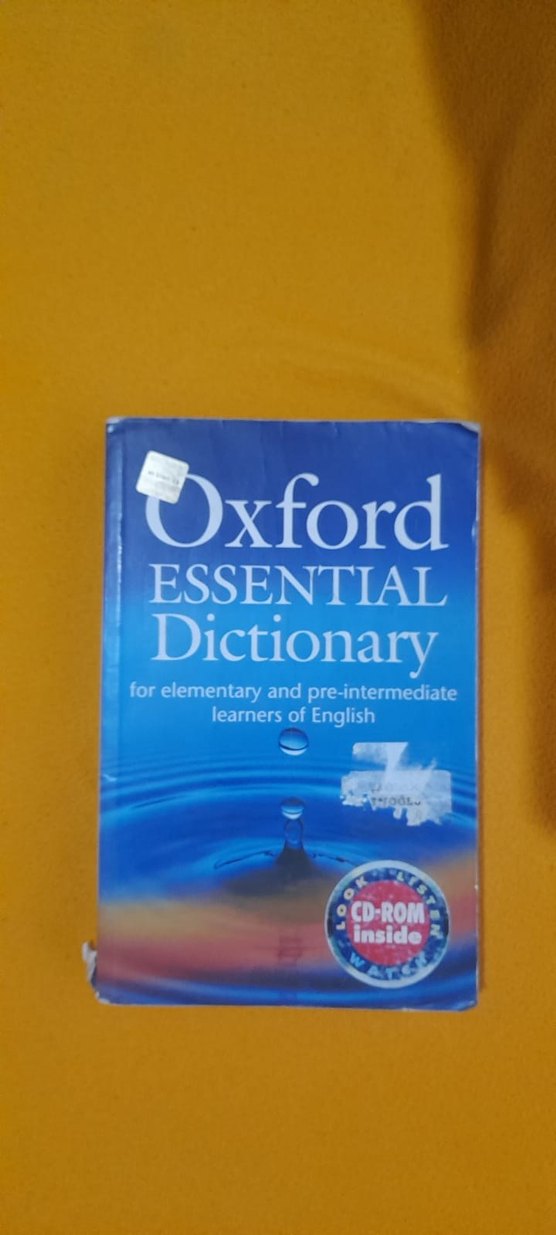 Oxford
ESSENTIAL
Dictionary
for elementary and pre-intermediate
learners of English
LOOK LISTEN
CD-ROM
inside
WATCH